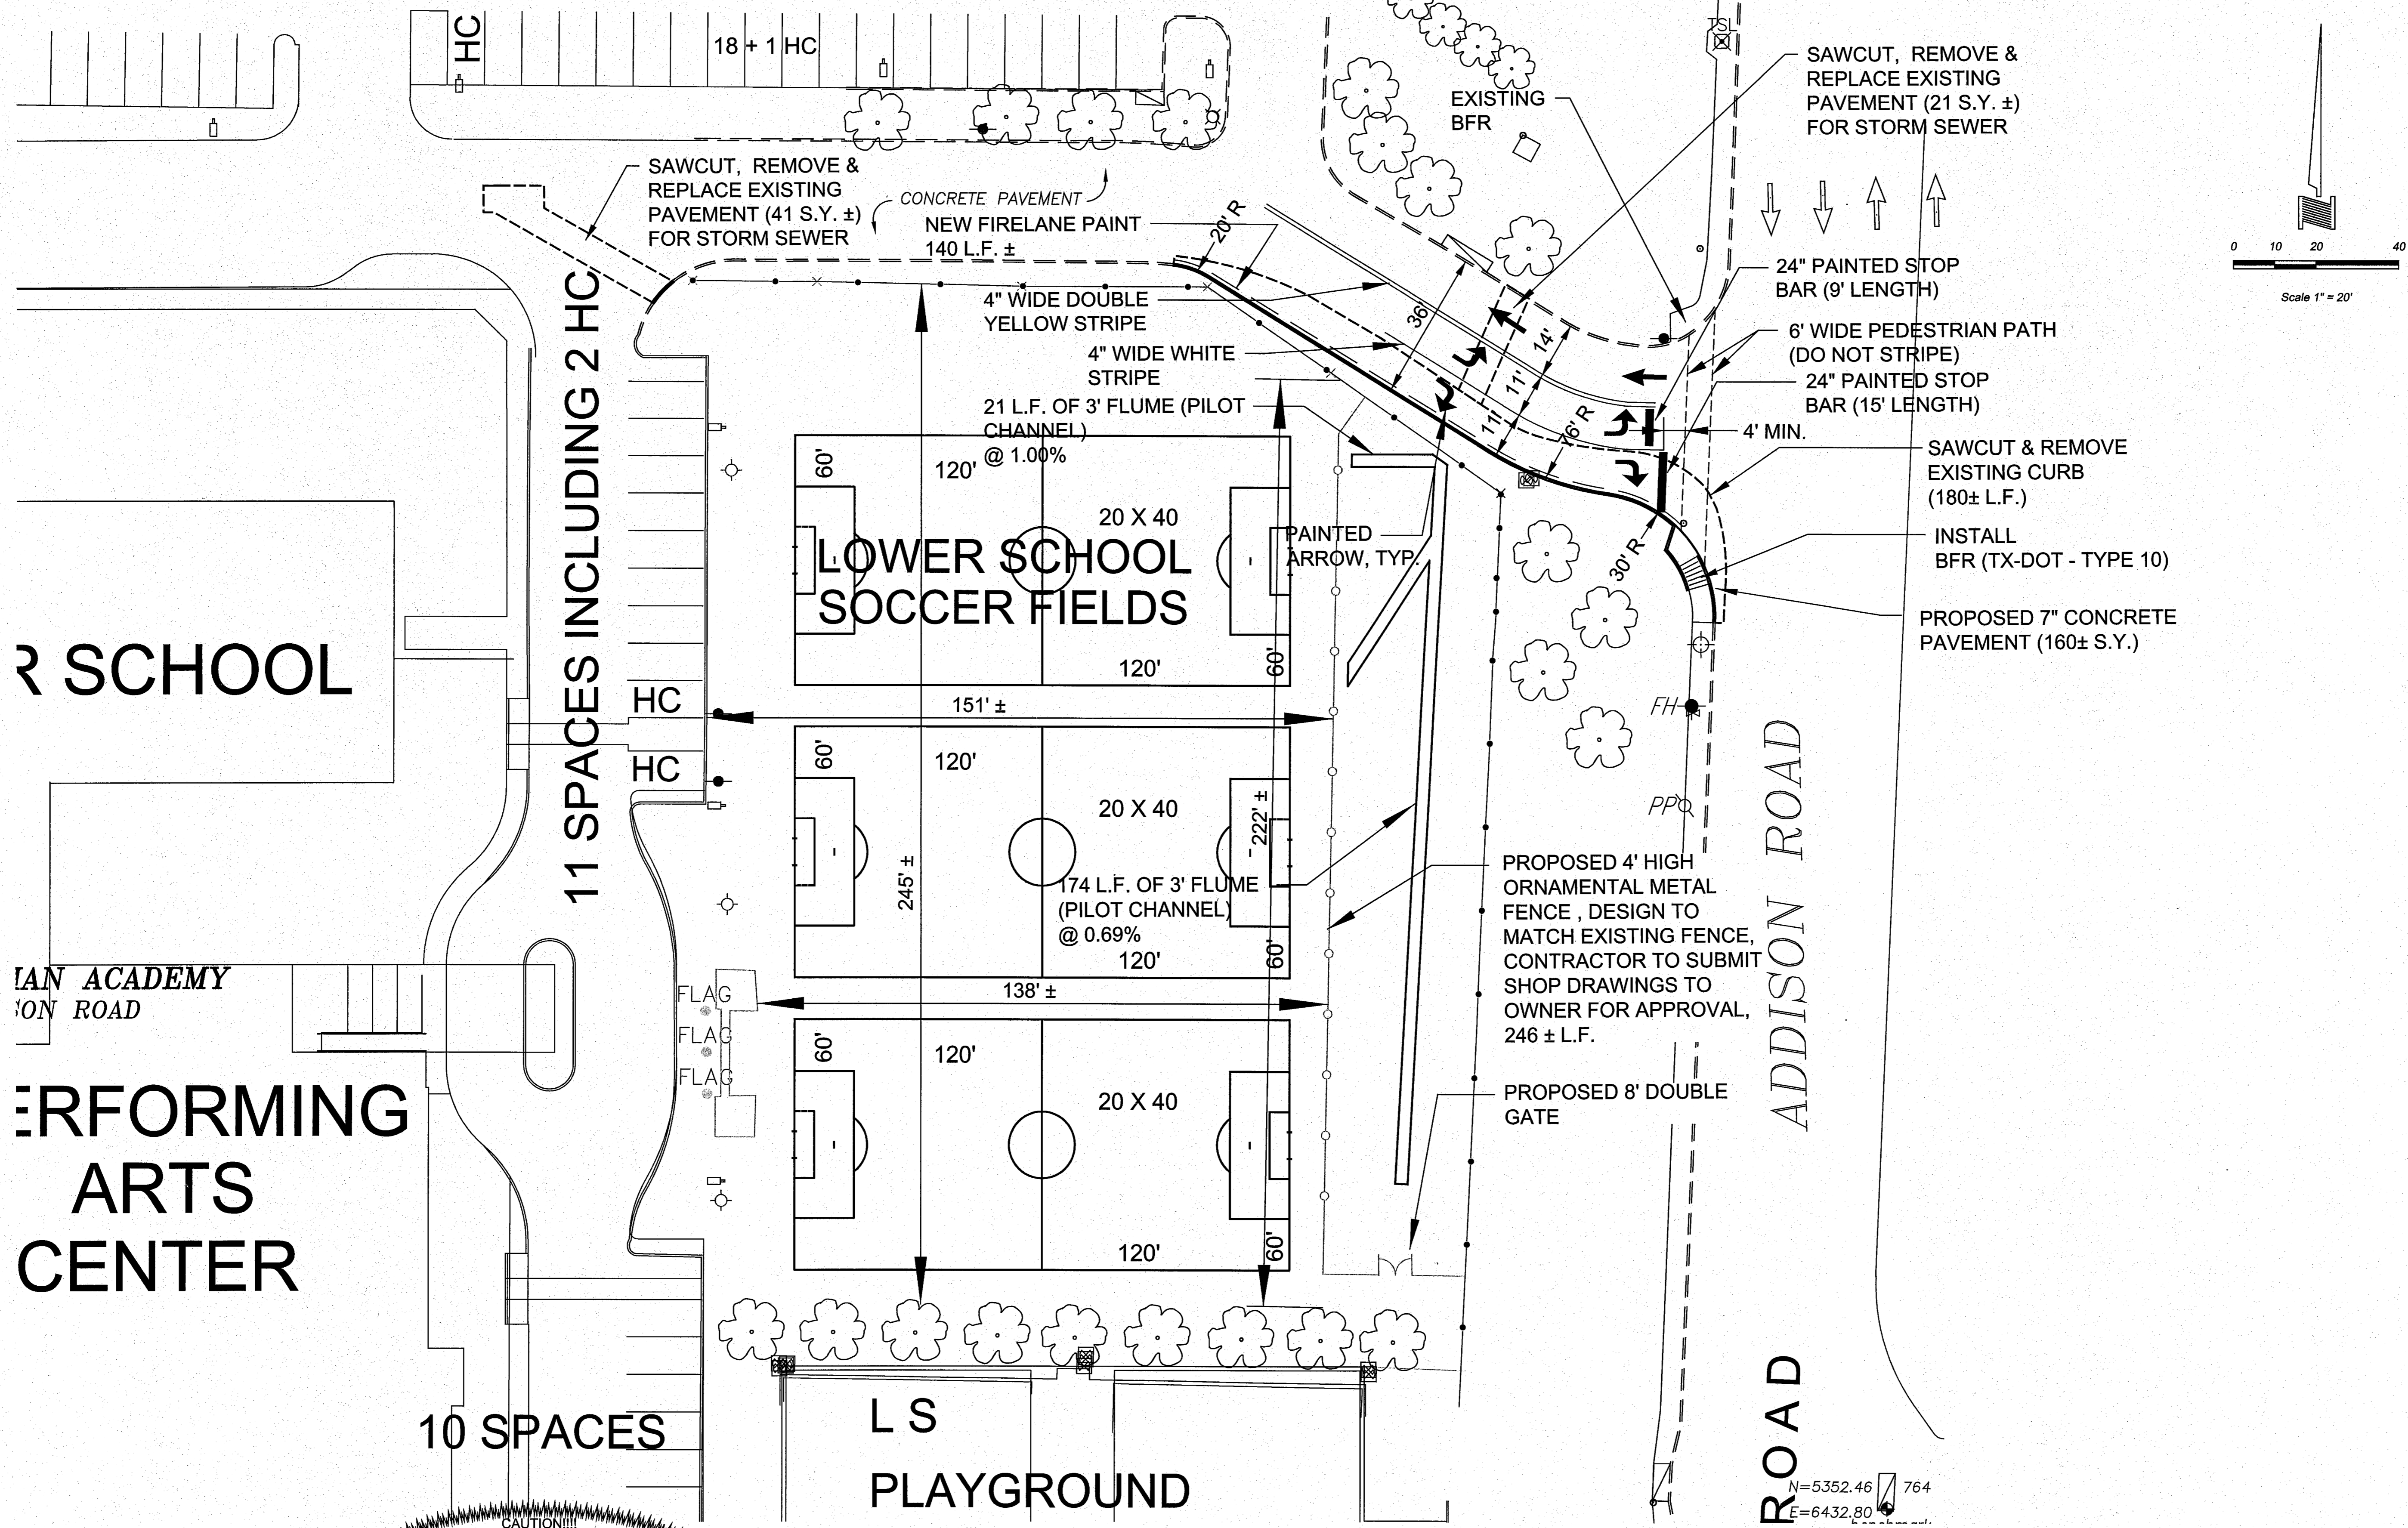 HC
18 + 1 HC
TSL
SAWCUT, REMOVE &
REPLACE EXISTING
PAVEMENT (21 S.Y. ±)
FOR STORM SEWER
EXISTING
BFR
SAWCUT, REMOVE &
REPLACE EXISTING
PAVEMENT (41 S.Y. ±)
FOR STORM SEWER
CONCRETE PAVEMENT
NEW FIRELANE PAINT
140 L.F. ±
20' R
0 10 20 40
Scale 1" = 20'
24" PAINTED STOP
BAR (9' LENGTH)
4" WIDE DOUBLE
YELLOW STRIPE
36'
14'
11'
11'
76' R
6' WIDE PEDESTRIAN PATH
(DO NOT STRIPE)
4" WIDE WHITE
STRIPE
24" PAINTED STOP
BAR (15' LENGTH)
21 L.F. OF 3' FLUME (PILOT
CHANNEL)
@ 1.00%
4' MIN.
SAWCUT & REMOVE
EXISTING CURB
(180± L.F.)
11 SPACES INCLUDING 2 HC
60'
120'
20 X 40
LOWER SCHOOL
SOCCER FIELDS
120'
60'
PAINTED
ARROW, TYP.
30' R
INSTALL
BFR (TX-DOT - TYPE 10)
PROPOSED 7" CONCRETE
PAVEMENT (160± S.Y.)
R SCHOOL
HC
HC
151' ±
FH
60'
120'
20 X 40
222' ±
245' ±
174 L.F. OF 3' FLUME
(PILOT CHANNEL)
@ 0.69%
120'
60'
PP
ADDISON ROAD
PROPOSED 4' HIGH
ORNAMENTAL METAL
FENCE , DESIGN TO
MATCH EXISTING FENCE,
CONTRACTOR TO SUBMIT
SHOP DRAWINGS TO
OWNER FOR APPROVAL,
246 ± L.F.
IAN ACADEMY
SON ROAD
FLAG
FLAG
FLAG
138' ±
60'
120'
20 X 40
120'
60'
PROPOSED 8' DOUBLE
GATE
ERFORMING
ARTS
CENTER
10 SPACES
L S
PLAYGROUND
ROAD
N=5352.46
E=6432.80
764
benchmark
CAUTION!!!!